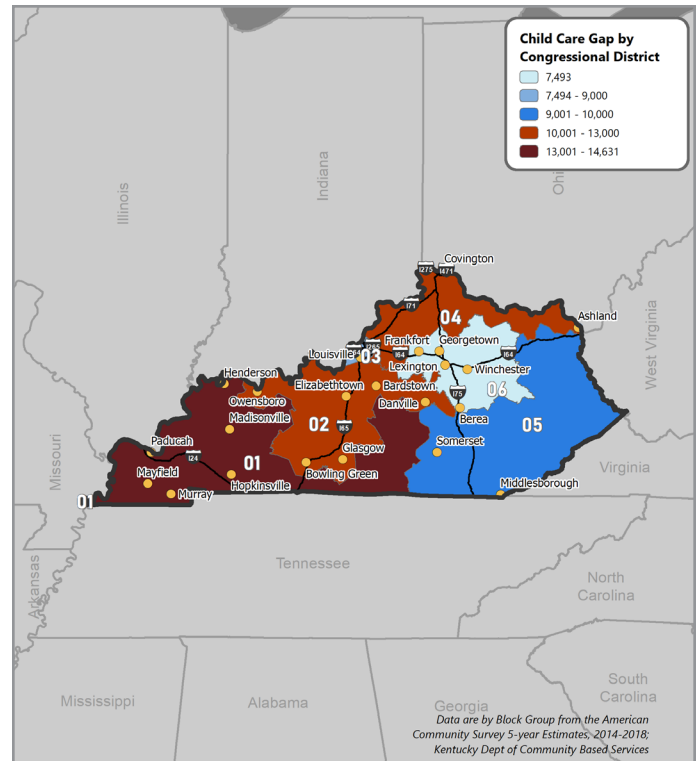 Child Care Gap by
Congressional District
7,493
7,494 - 9,000
9,001 - 10,000
10,001 - 13,000
13,001 - 14,631
Illinois
Indiana
Ohi
Covington
I275
I471
I71
04
Ashland
Frankfort
Georgetown
Louisville
I265
03
I64
I64
Lexington
Winchester
West Virginia
Henderson
Elizabethtown
Bardstown
I75
06
Owensboro
Danville
Madisonville
02
Berea
05
I65
Somerset
Paducah
Glasgow
I24
01
Missouri
Mayfield
Bowling Green
Virginia
Hopkinsville
Middlesborough
01
Murray
Tennessee
North
Carolina
Arkansas
Mississippi
Alabama
Georgia
South
Carolina
Data are by Block Group from the American
Community Survey 5-year Estimates, 2014-2018;
Kentucky Dept of Community Based Services